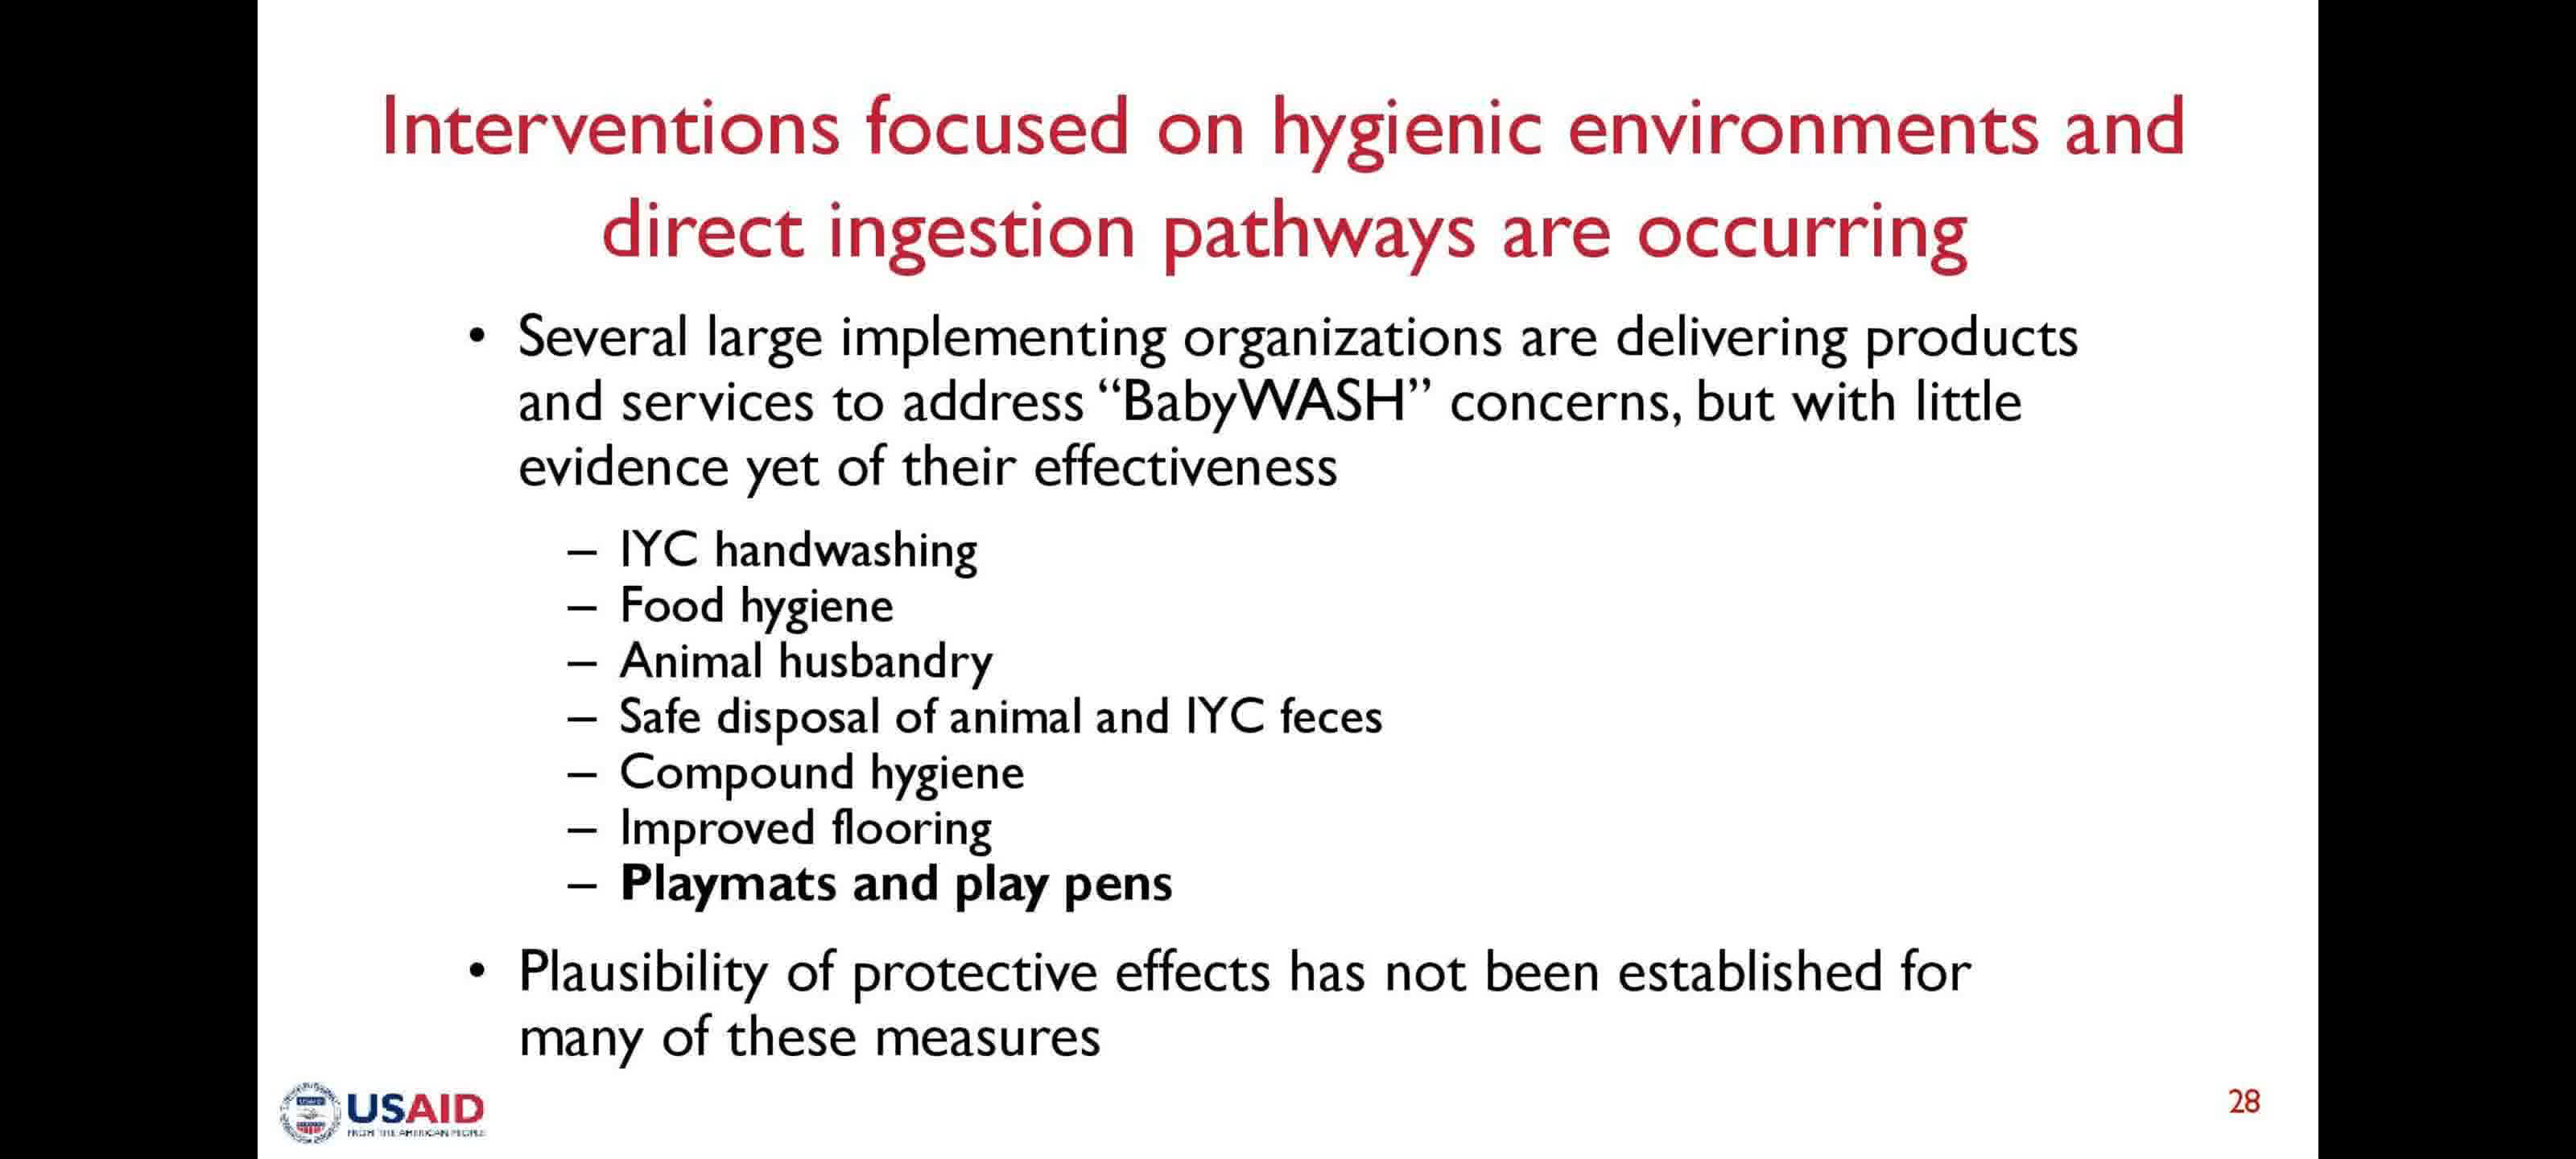 Interventions focused on hygienic environments and
direct ingestion pathways are occurring
• Several large implementing organizations are delivering products
and services to address “BabyWASH” concerns, but with little
evidence yet of their effectiveness
– IYC handwashing
– Food hygiene
– Animal husbandry
– Safe disposal of animal and IYC feces
– Compound hygiene
– Improved flooring
– Playmats and play pens
• Plausibility of protective effects has not been established for
many of these measures
USAID
FROM THE AMERICAN PEOPLE
28